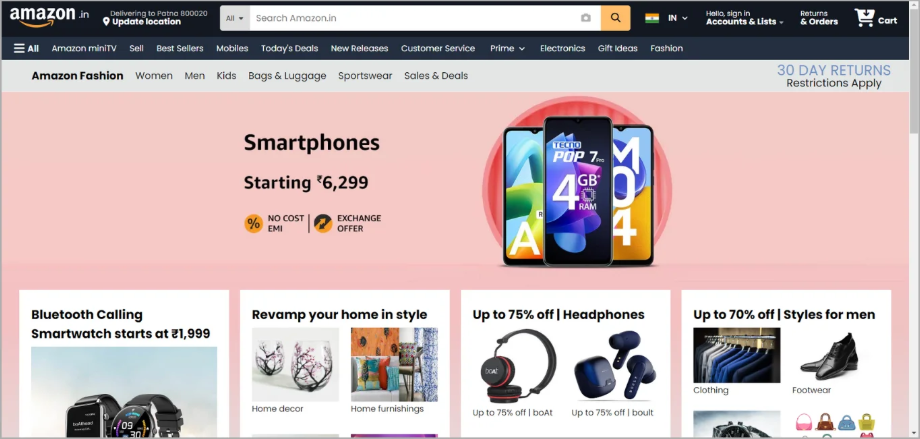 amazon.in
Delivering to Patna 800020
Update location
All
Search Amazon.in
IN
Hello, sign in
Accounts & Lists
Returns
& Orders
Cart
All
Amazon miniTV
Sell
Best Sellers
Mobiles
Today's Deals
New Releases
Customer Service
Prime
Electronics
Gift Ideas
Fashion
Amazon Fashion
Women
Men
Kids
Bags & Luggage
Sportswear
Sales & Deals
30 DAY RETURNS
Restrictions Apply
Smartphones
Starting ₹6,299
% NO COST
EMI
EXCHANGE
OFFER
TECNO
POP 7 Pro
4 GB+
RAM
A
M
04
Bluetooth Calling
Smartwatch starts at ₹1,999
09
30
Revamp your home in style
Home decor
Home furnishings
Up to 75% off | Headphones
boAt
Up to 75% off | boAt
Up to 75% off | boult
Up to 70% off | Styles for men
Clothing
Footwear